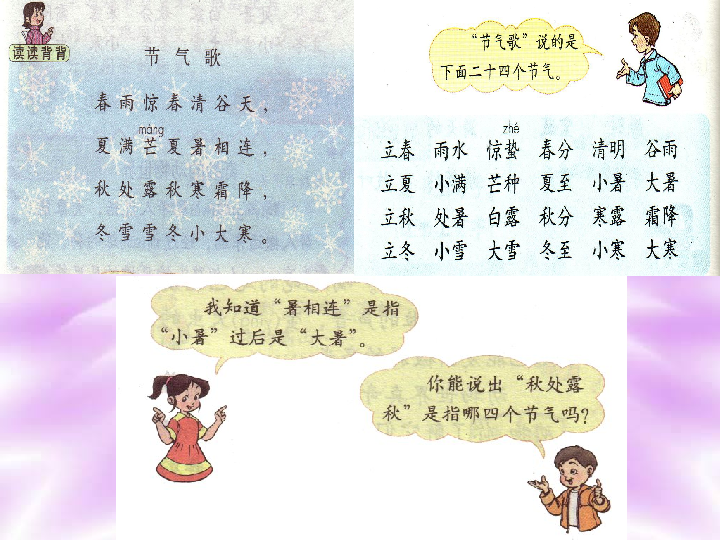 读读背背
节气歌
春雨惊春清谷天，
máng
夏满芒夏暑相连，
秋处露秋寒霜降，
冬雪雪冬小大寒。
“节气歌”说的是
下面二十四个节气。
zhé
立春 雨水 惊蛰 春分 清明 谷雨
立夏 小满 芒种 夏至 小暑 大暑
立秋 处暑 白露 秋分 寒露 霜降
立冬 小雪 大雪 冬至 小寒 大寒
我知道“暑相连”是指
“小暑”过后是“大暑”。
你能说出“秋处露
秋”是指哪四个节气吗？